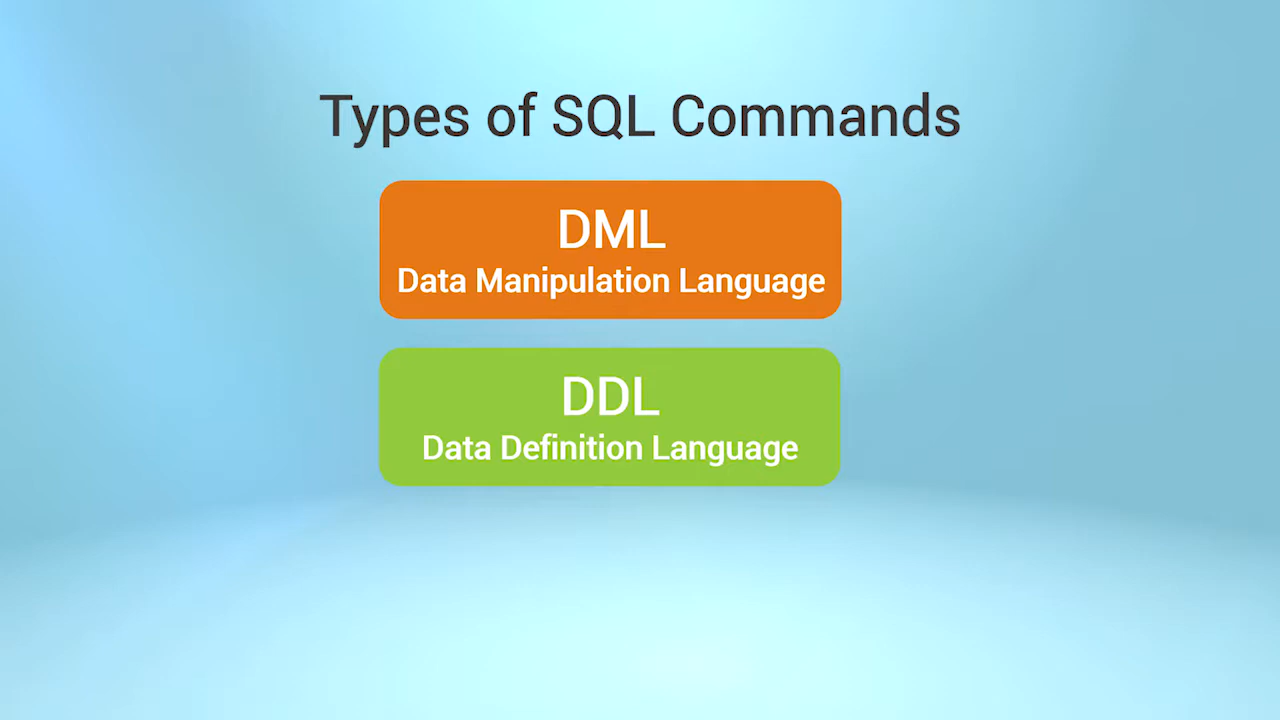 Types of SQL Commands
DML
Data Manipulation Language
DDL
Data Definition Language